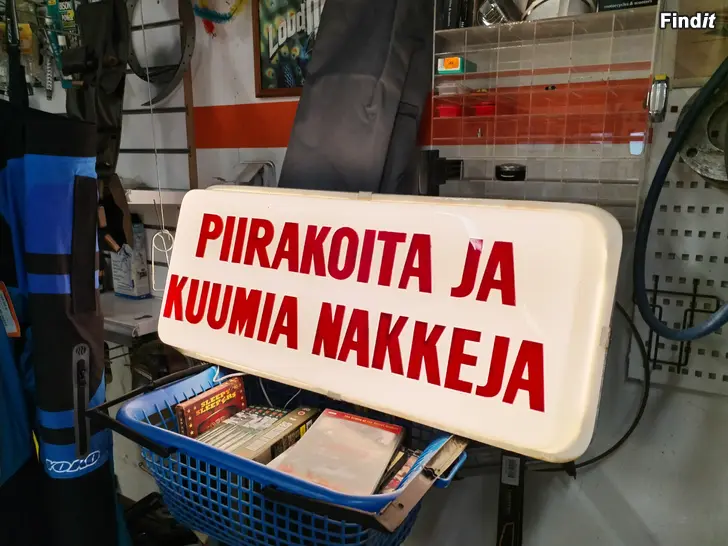 Findit
PIIRAKOITA JA
KUUMIA NAKKEJA
SLEEPY
SLEEPERS